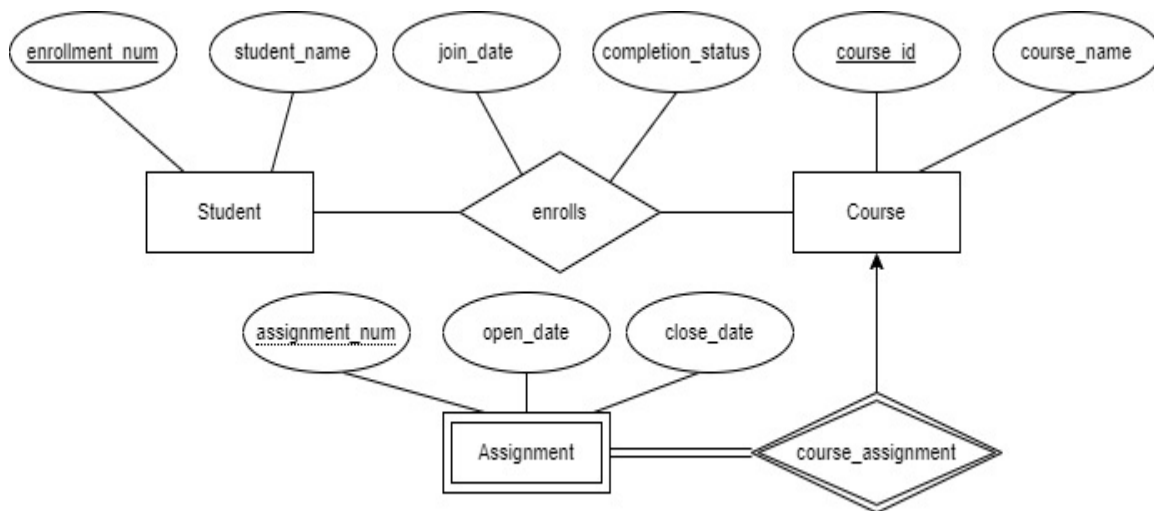 enrollment_num
student_name
join_date
completion_status
course_id
course_name
Student
enrolls
Course
assignment_num
open_date
close_date
Assignment
course_assignment